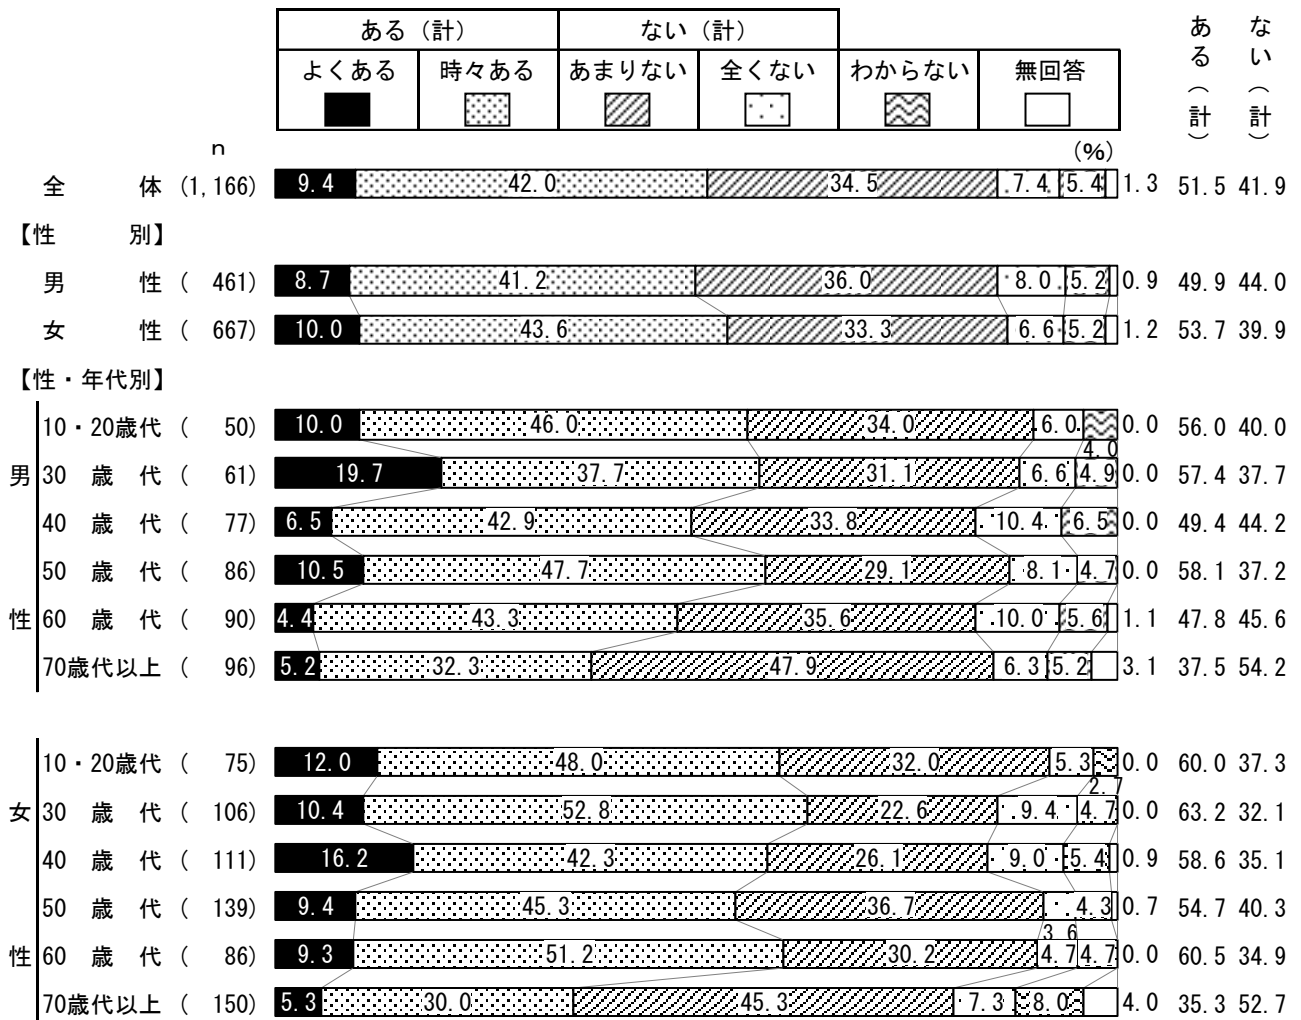 ある（計） ない（計） ある（計） ない（計）
よくある 時々ある あまりない 全くない わからない 無回答
n (%)
全体 (1,166) 9.4 42.0 34.5 7.4 5.4 1.3 51.5 41.9
【性別】
男性 ( 461) 8.7 41.2 36.0 8.0 5.2 0.9 49.9 44.0
女性 ( 667) 10.0 43.6 33.3 6.6 5.2 1.2 53.7 39.9
【性・年代別】
男性
10・20歳代 ( 50) 10.0 46.0 34.0 6.0 4.0 0.0 56.0 40.0
30歳代 ( 61) 19.7 37.7 31.1 6.6 4.9 0.0 57.4 37.7
40歳代 ( 77) 6.5 42.9 33.8 10.4 6.5 0.0 49.4 44.2
50歳代 ( 86) 10.5 47.7 29.1 8.1 4.7 0.0 58.1 37.2
60歳代 ( 90) 4.4 43.3 35.6 10.0 5.6 1.1 47.8 45.6
70歳代以上 ( 96) 5.2 32.3 47.9 6.3 5.2 3.1 37.5 54.2
女性
10・20歳代 ( 75) 12.0 48.0 32.0 5.3 2.7 0.0 60.0 37.3
30歳代 ( 106) 10.4 52.8 22.6 9.4 4.7 0.0 63.2 32.1
40歳代 ( 111) 16.2 42.3 26.1 9.0 5.4 0.9 58.6 35.1
50歳代 ( 139) 9.4 45.3 36.7 3.6 4.3 0.7 54.7 40.3
60歳代 ( 86) 9.3 51.2 30.2 4.7 4.7 0.0 60.5 34.9
70歳代以上 ( 150) 5.3 30.0 45.3 7.3 8.0 4.0 35.3 52.7